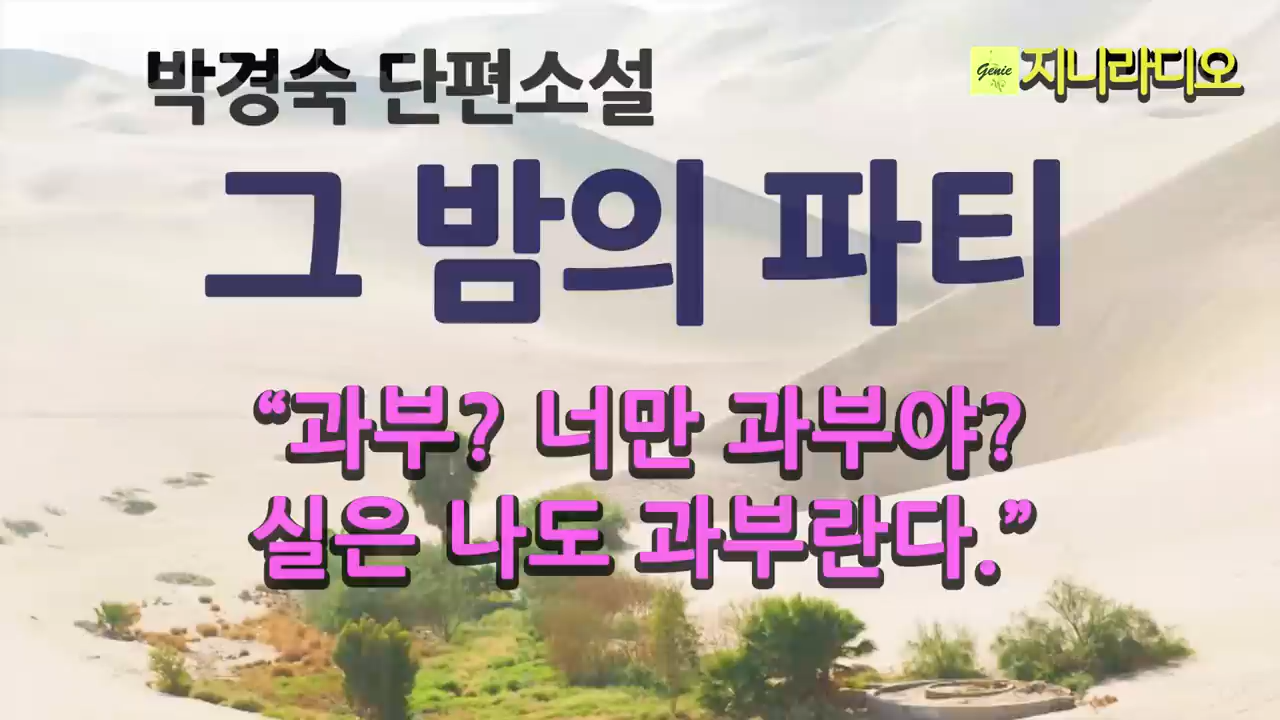 박경숙 단편소설
Genie 지니라디오
그 밤의 파티
“과부? 너만 과부야?
실은 나도 과부란다.”